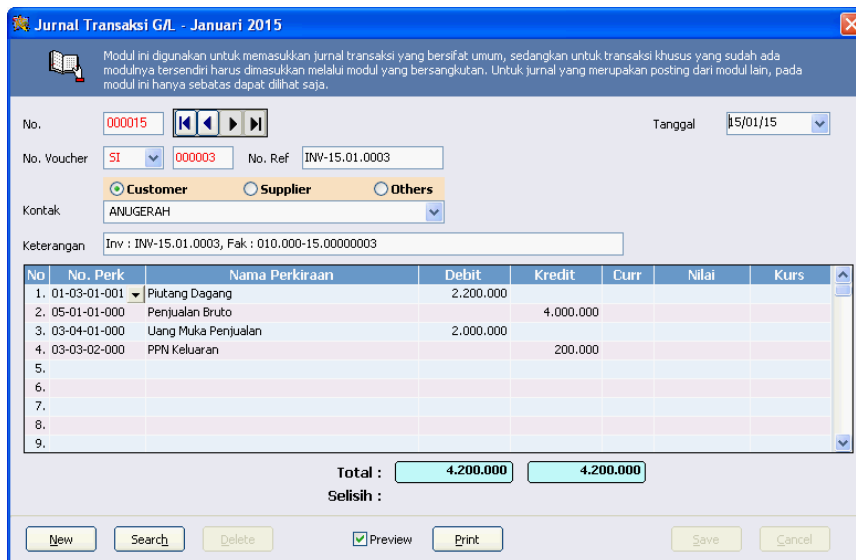 Jurnal Transaksi G/L - Januari 2015
Modul ini digunakan untuk memasukkan jurnal transaksi yang bersifat umum, sedangkan untuk transaksi khusus yang sudah ada
modulnya tersendiri harus dimasukkan melalui modul yang bersangkutan. Untuk jurnal yang merupakan posting dari modul lain, pada
modul ini hanya sebatas dapat dilihat saja.
No. 000015 Tanggal 15/01/15
No. Voucher SI 000003 No. Ref INV-15.01.0003
Customer Supplier Others
Kontak ANUGERAH
Keterangan Inv : INV-15.01.0003, Fak : 010.000-15.00000003
No No. Perk Nama Perkiraan Debit Kredit Curr Nilai Kurs
1. 01-03-01-001 Piutang Dagang 2.200.000
2. 05-01-01-000 Penjualan Bruto 4.000.000
3. 03-04-01-000 Uang Muka Penjualan 2.000.000
4. 03-03-02-000 PPN Keluaran 200.000
5.
6.
7.
8.
9.
Total : 4.200.000 4.200.000
Selisih :
New Search Delete Preview Print Save Cancel